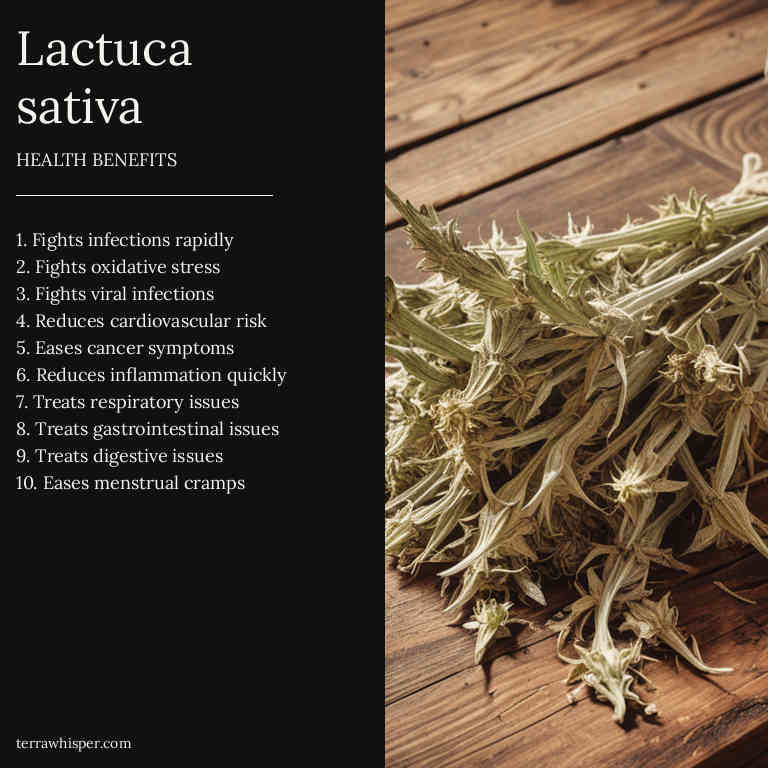 Lactuca
sativa
HEALTH BENEFITS
1. Fights infections rapidly
2. Fights oxidative stress
3. Fights viral infections
4. Reduces cardiovascular risk
5. Eases cancer symptoms
6. Reduces inflammation quickly
7. Treats respiratory issues
8. Treats gastrointestinal issues
9. Treats digestive issues
10. Eases menstrual cramps
terrawhisper.com